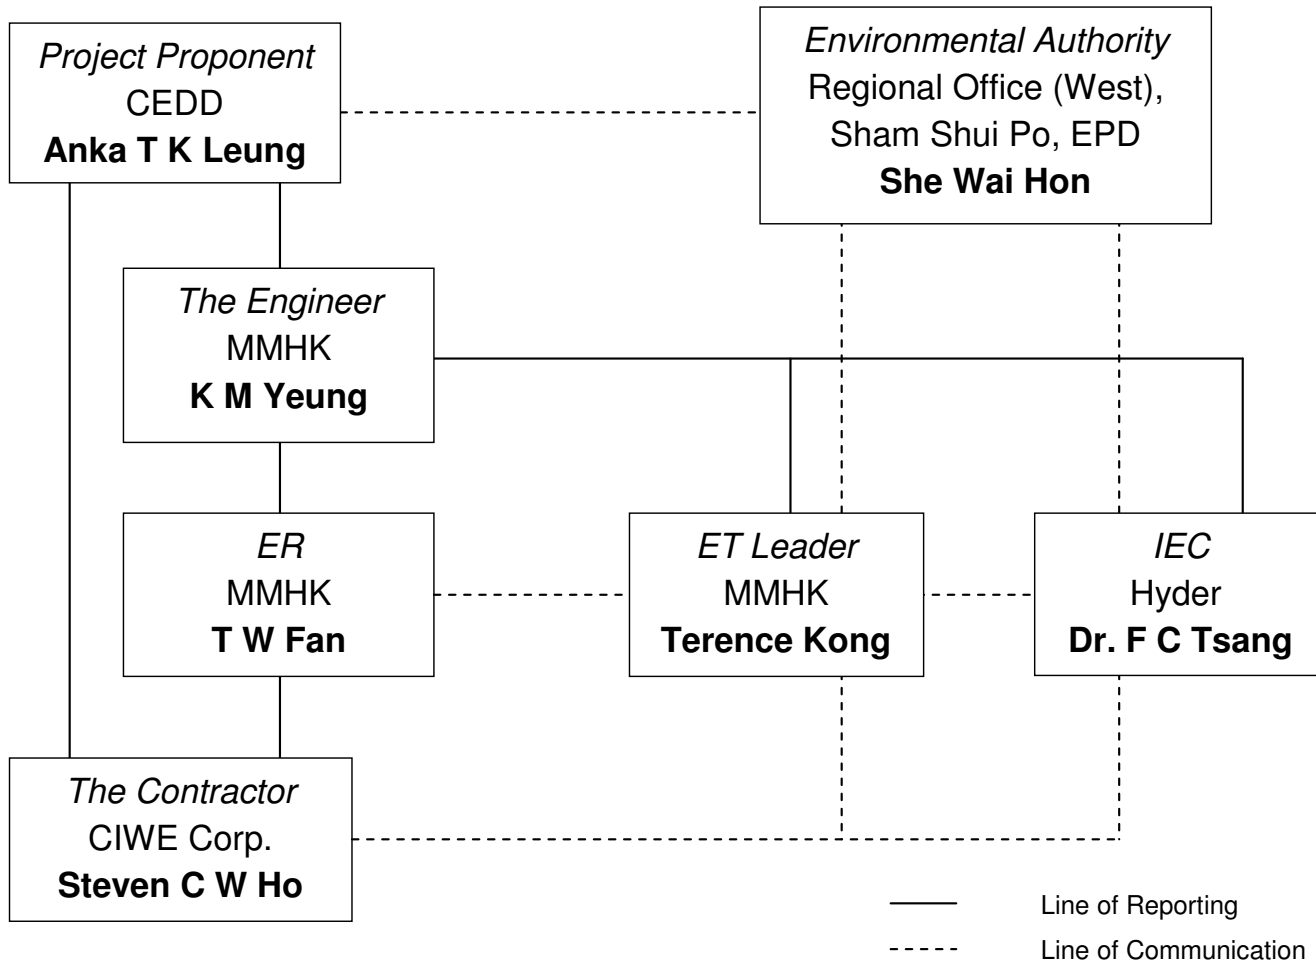 Project Proponent
CEDD
Anka T K Leung
Environmental Authority
Regional Office (West),
Sham Shui Po, EPD
She Wai Hon
The Engineer
MMHK
K M Yeung
ER
MMHK
T W Fan
ET Leader
MMHK
Terence Kong
IEC
Hyder
Dr. F C Tsang
The Contractor
CIWE Corp.
Steven C W Ho
Line of Reporting
Line of Communication